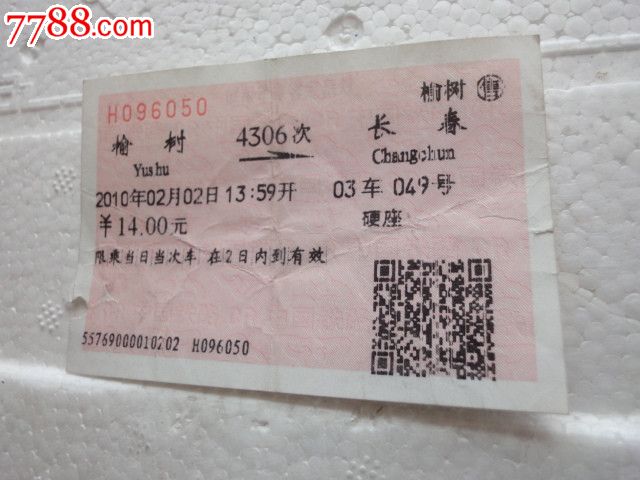 7788.com
H096050
榆树 售
榆树 4306次 长春
Yushu Changchun
2010年02月02日 13:59开 03车 049号
￥14.00元 硬座
限乘当日当次车 在2日内到有效
55769000010202 H096050